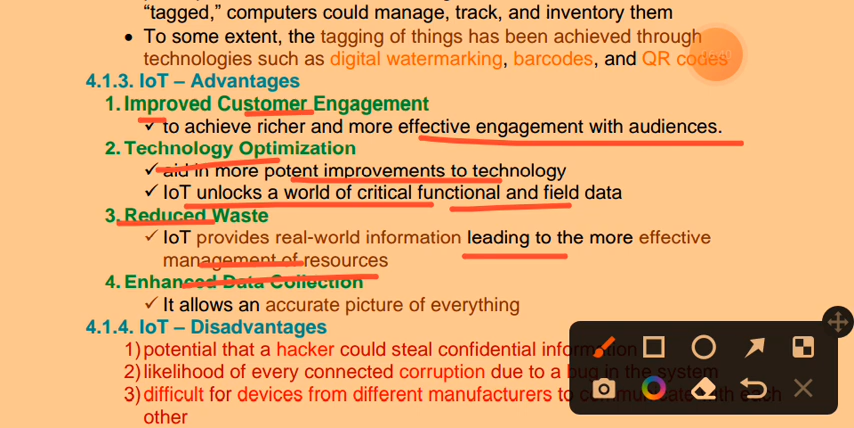 “tagged,” computers could manage, track, and inventory them
• To some extent, the tagging of things has been achieved through
technologies such as digital watermarking, barcodes, and QR codes
4.1.3. IoT – Advantages
1. Improved Customer Engagement
✓ to achieve richer and more effective engagement with audiences.
2. Technology Optimization
✓ aid in more potent improvements to technology
✓ IoT unlocks a world of critical functional and field data
3. Reduced Waste
✓ IoT provides real-world information leading to the more effective
management of resources
4. Enhanced Data Collection
✓ It allows an accurate picture of everything
4.1.4. IoT – Disadvantages
1) potential that a hacker could steal confidential information
2) likelihood of every connected corruption due to a bug in the system
3) difficult for devices from different manufacturers to communicate with each
other